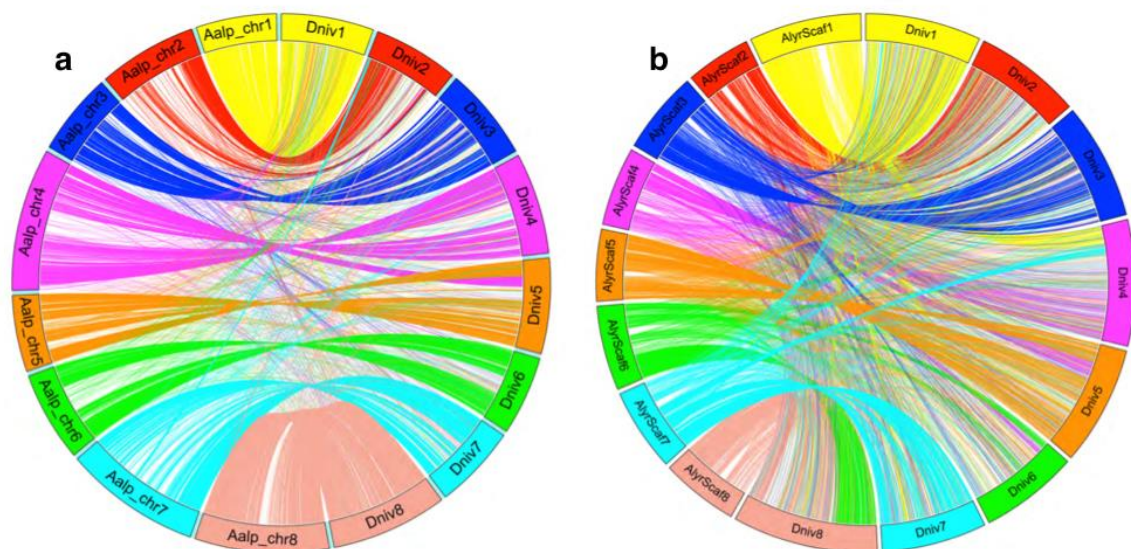 a
Aalp_chr1
Dniv1
Aalp_chr2
Dniv2
Aalp_chr3
Dniv3
Aalp_chr4
Dniv4
Aalp_chr5
Dniv5
Aalp_chr6
Dniv6
Aalp_chr7
Dniv7
Aalp_chr8
Dniv8
b
AlyrScaf1
Dniv1
AlyrScaf2
Dniv2
AlyrScaf3
Dniv3
AlyrScaf4
Dniv4
AlyrScaf5
Dniv5
AlyrScaf6
Dniv6
AlyrScaf7
Dniv7
AlyrScaf8
Dniv8